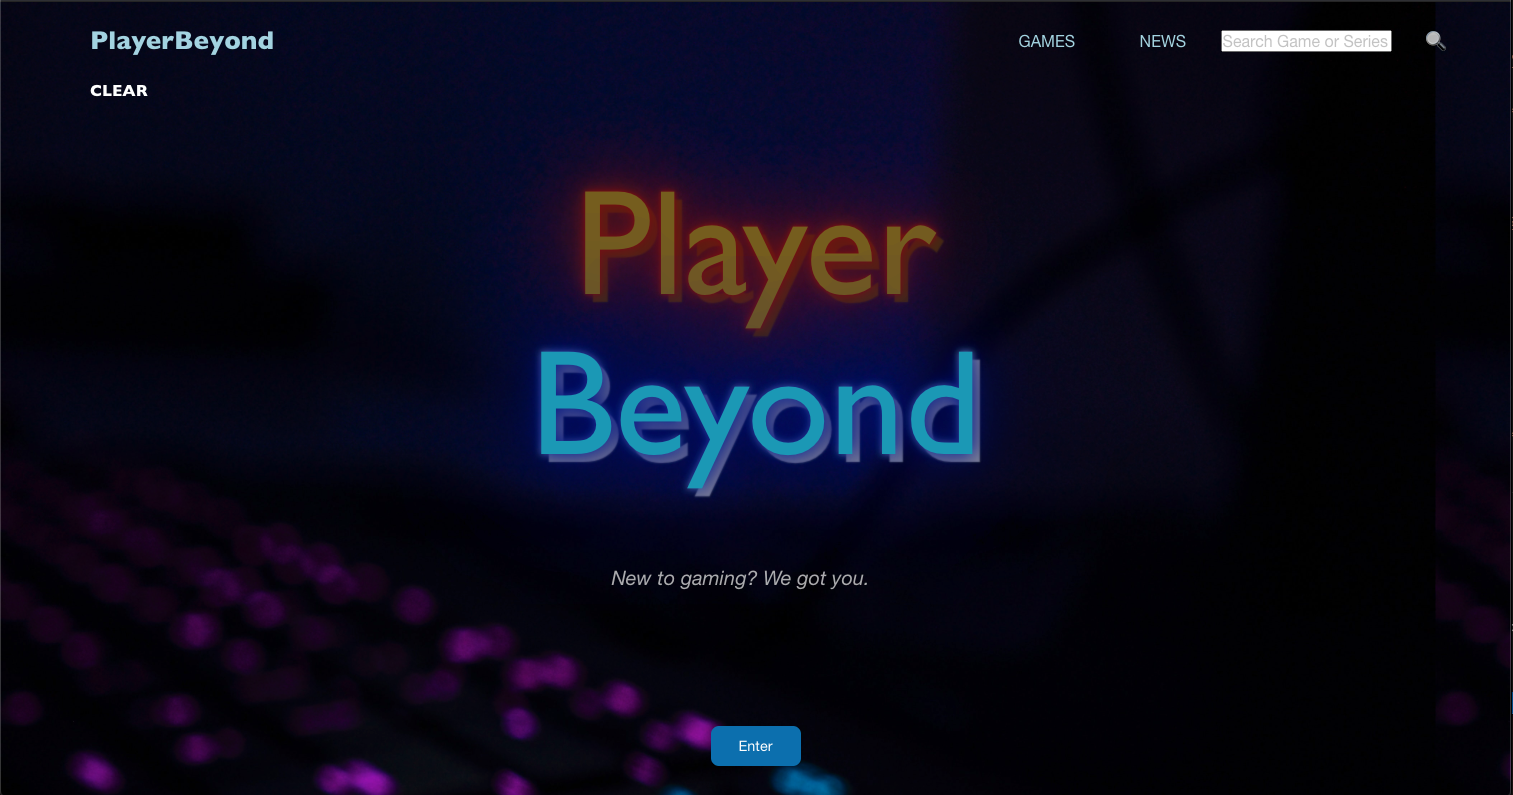 PlayerBeyond
GAMES
NEWS
Search Game or Series
CLEAR
Player
Beyond
New to gaming? We got you.
Enter